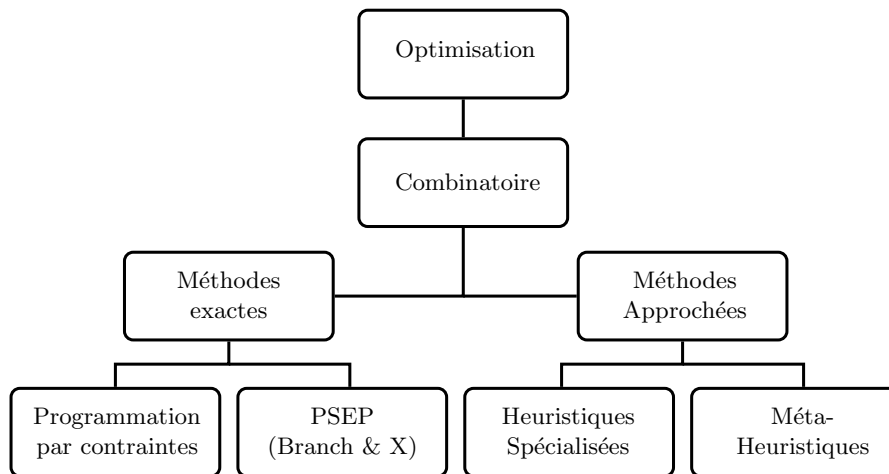 Optimisation
Combinatoire
Méthodes
exactes
Méthodes
Approchées
Programmation
par contraintes
PSEP
(Branch & X)
Heuristiques
Spécialisées
Méta-
Heuristiques